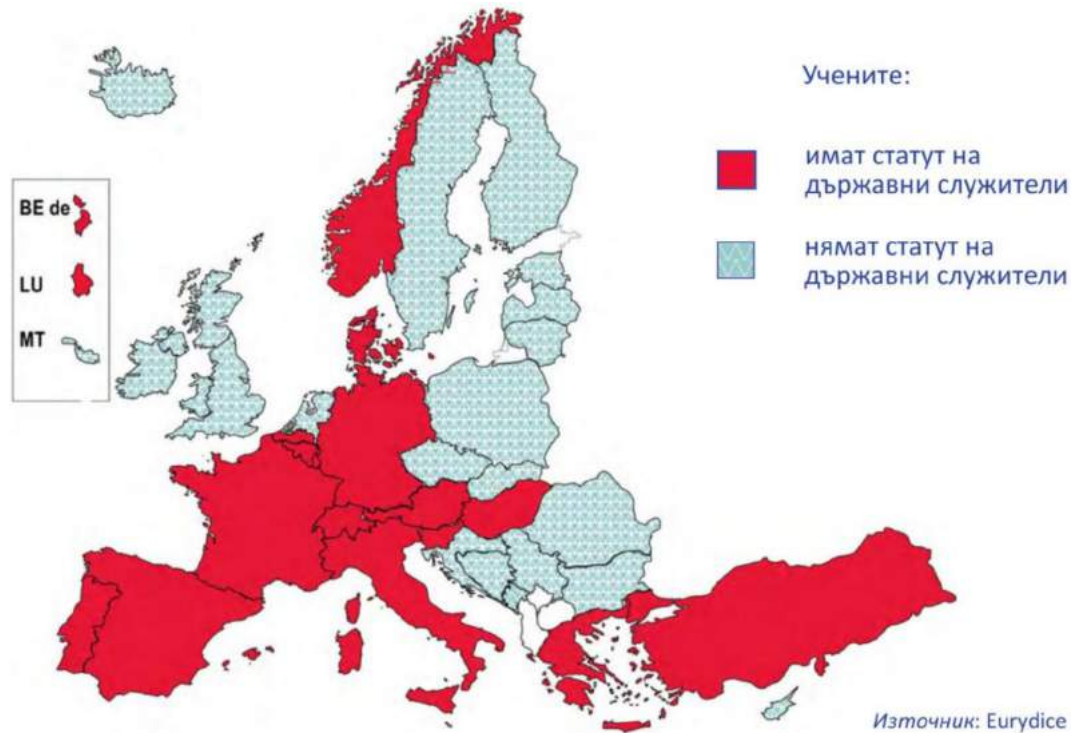 Учените:
имат статут на
държавни служители
нямат статут на
държавни служители
BE de
LU
MT
Източник: Eurydice